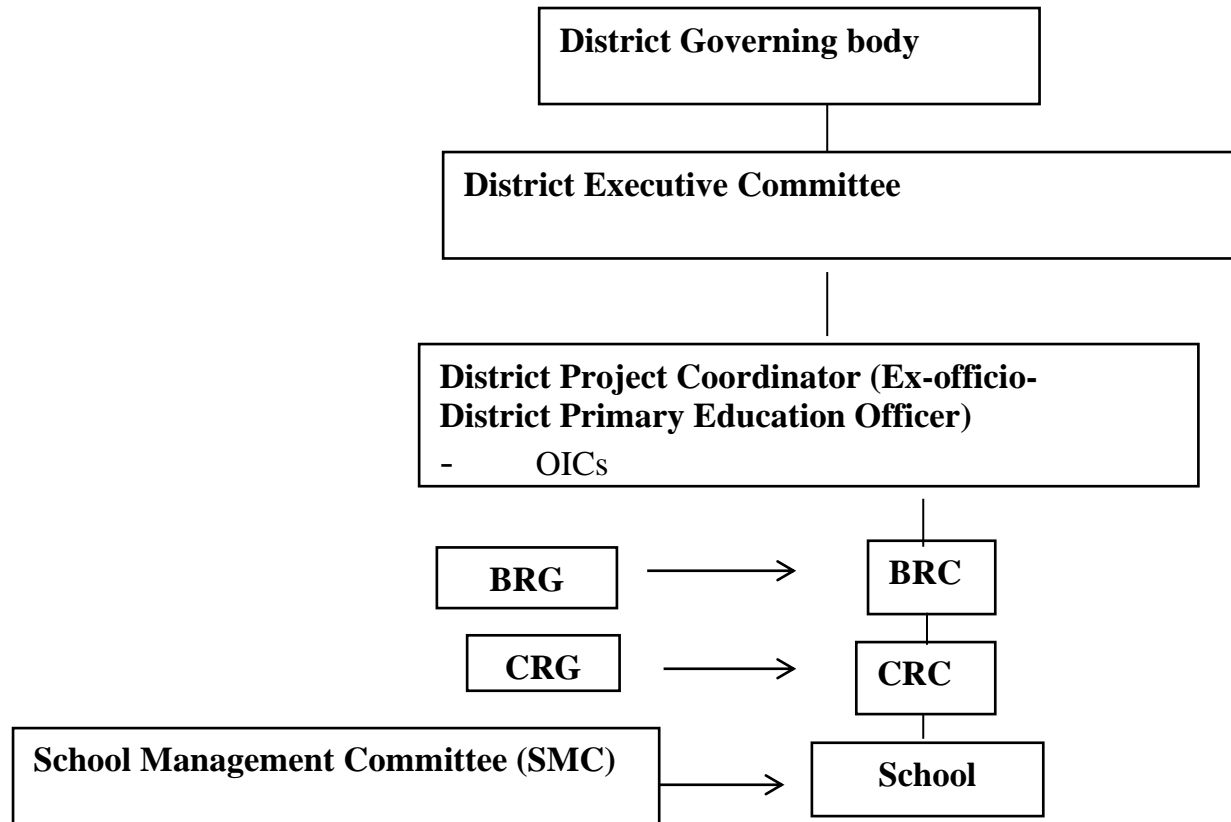 District Governing body
District Executive Committee
District Project Coordinator (Ex-officio-
District Primary Education Officer)
- OICs
BRG
BRC
CRG
CRC
School Management Committee (SMC)
School